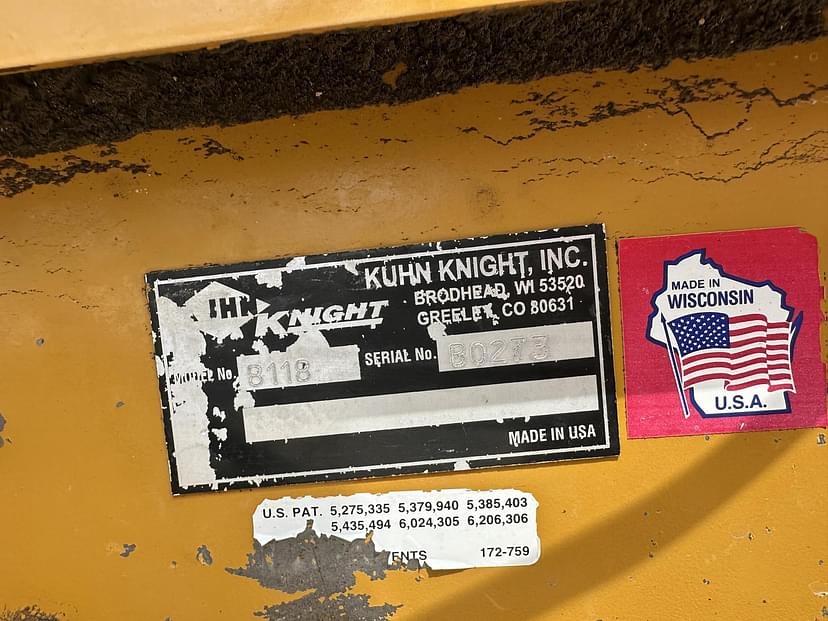 KUHN KNIGHT, INC.
BRODHEAD, WI 53520
GREELEY, CO 80631
KNIGHT
MODEL No. 8118 SERIAL No. B0273
MADE IN USA
MADE IN
WISCONSIN
U.S.A.
U.S. PAT. 5,275,335 5,379,940 5,385,403
5,435,494 6,024,305 6,206,306
ENTS 172-759